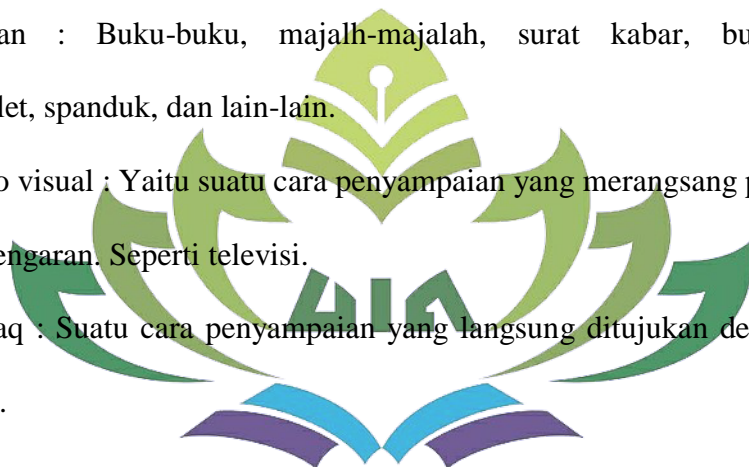 an : Buku-buku, majalh-majalah, surat kabar, bu
let, spanduk, dan lain-lain.
o visual : Yaitu suatu cara penyampaian yang merangsang p
engaran. Seperti televisi.
UIN
aq : Suatu cara penyampaian yang langsung ditujukan de
.